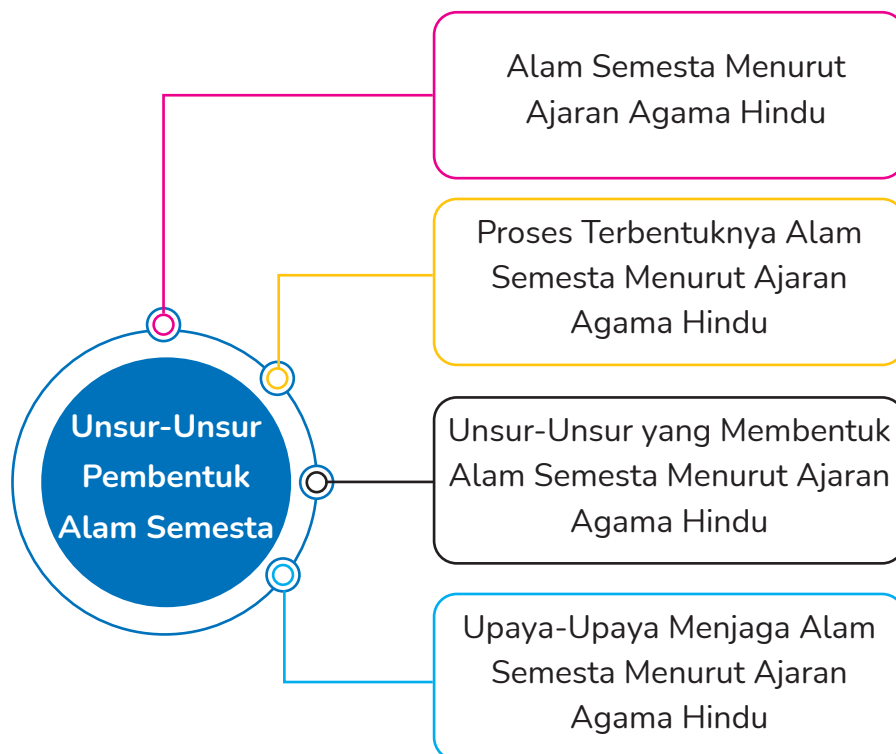 Alam Semesta Menurut
Ajaran Agama Hindu
Proses Terbentuknya Alam
Semesta Menurut Ajaran
Agama Hindu
Unsur-Unsur
Pembentuk
Alam Semesta
Unsur-Unsur yang Membentuk
Alam Semesta Menurut Ajaran
Agama Hindu
Upaya-Upaya Menjaga Alam
Semesta Menurut Ajaran
Agama Hindu